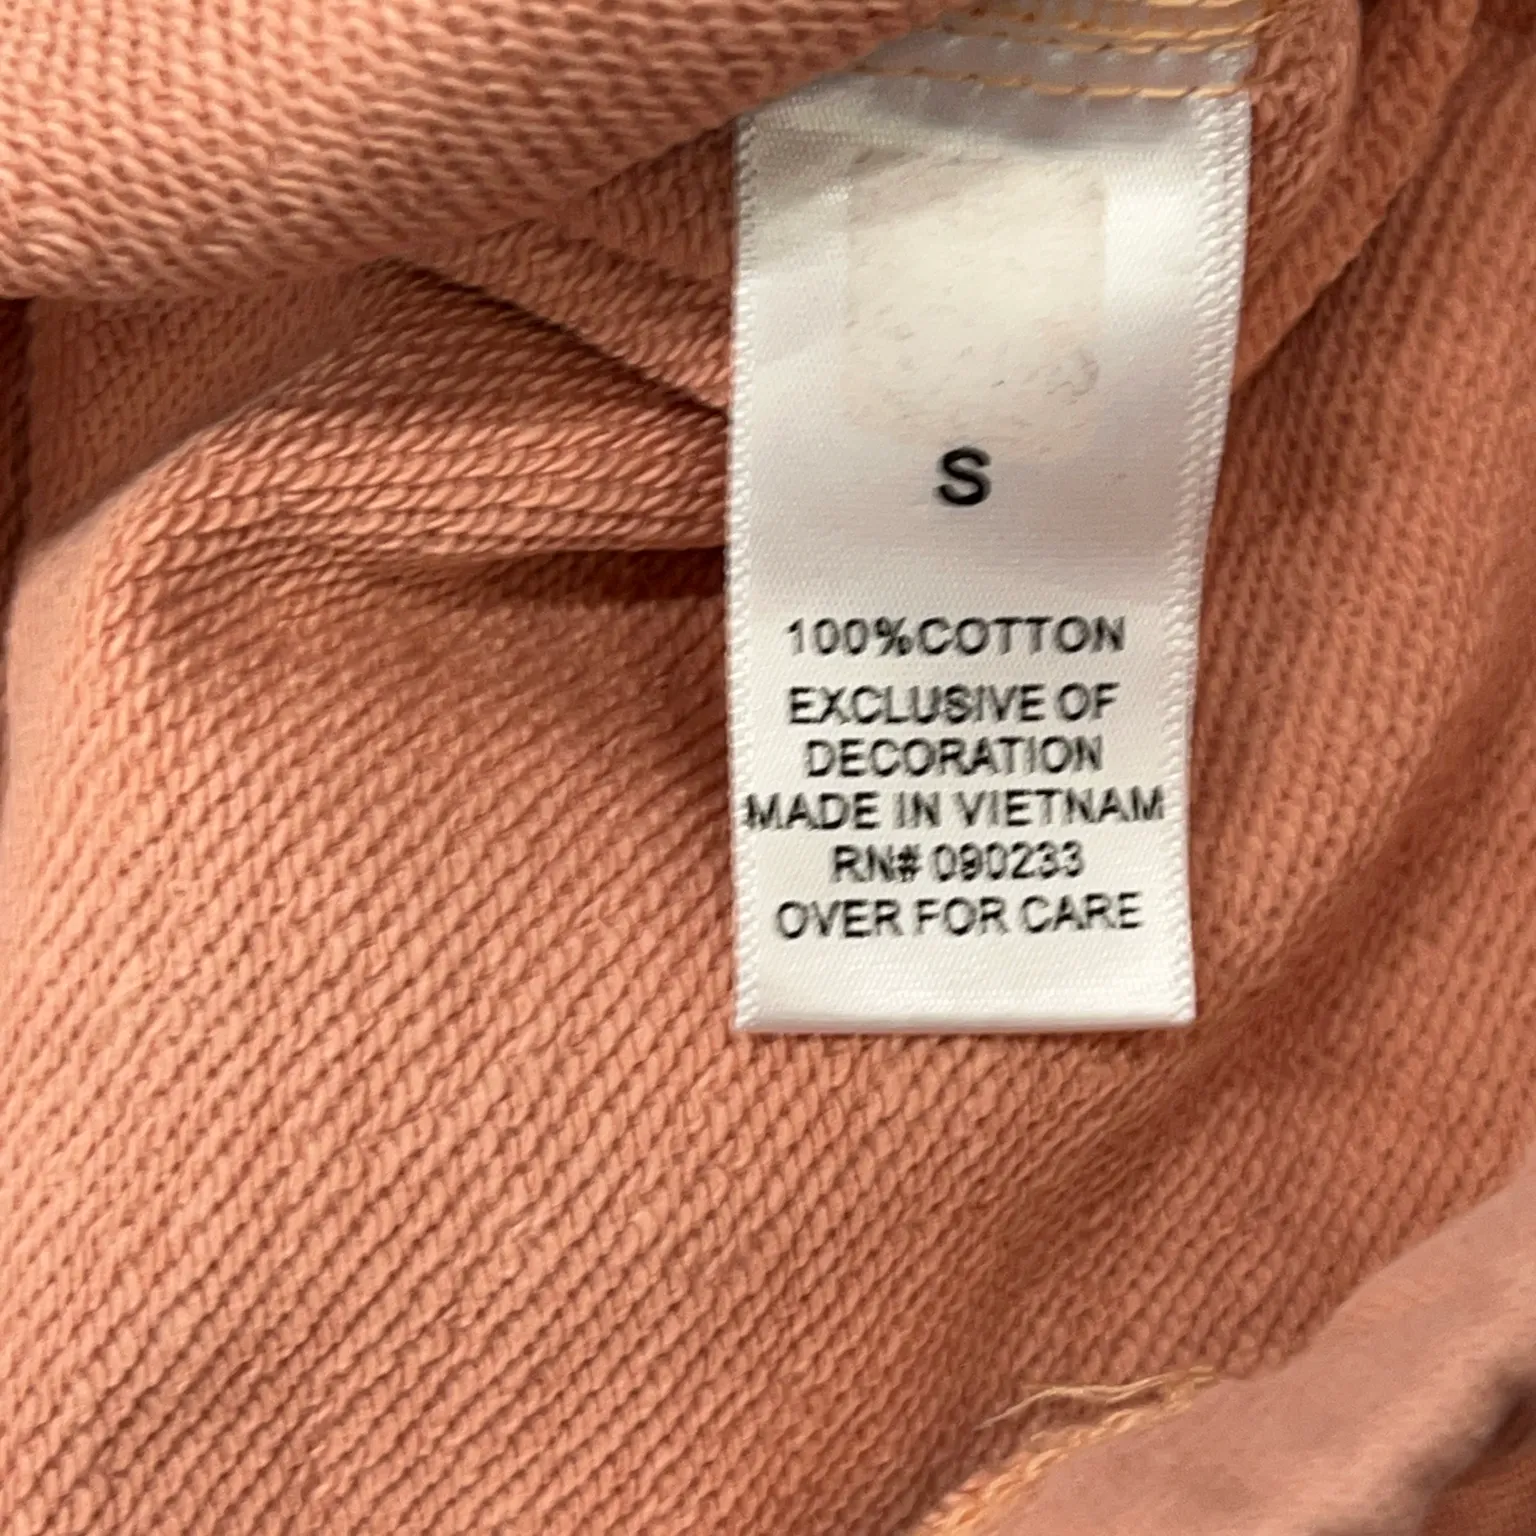 S
100%COTTON
EXCLUSIVE OF
DECORATION
MADE IN VIETNAM
RN# 090233
OVER FOR CARE